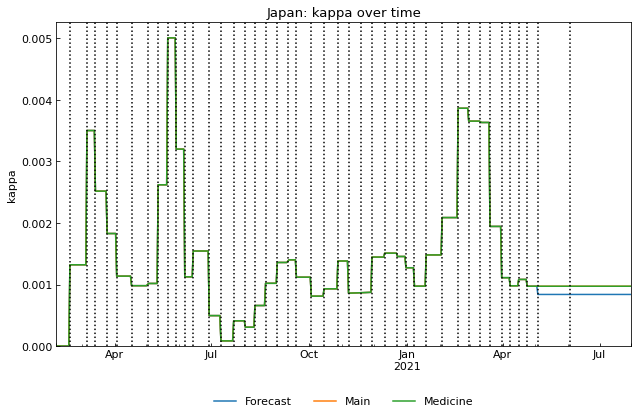 Japan: kappa over time
0.005
0.004
0.003
0.002
0.001
0.000
kappa
Apr Jul Oct Jan Apr Jul
2021
Forecast Main Medicine